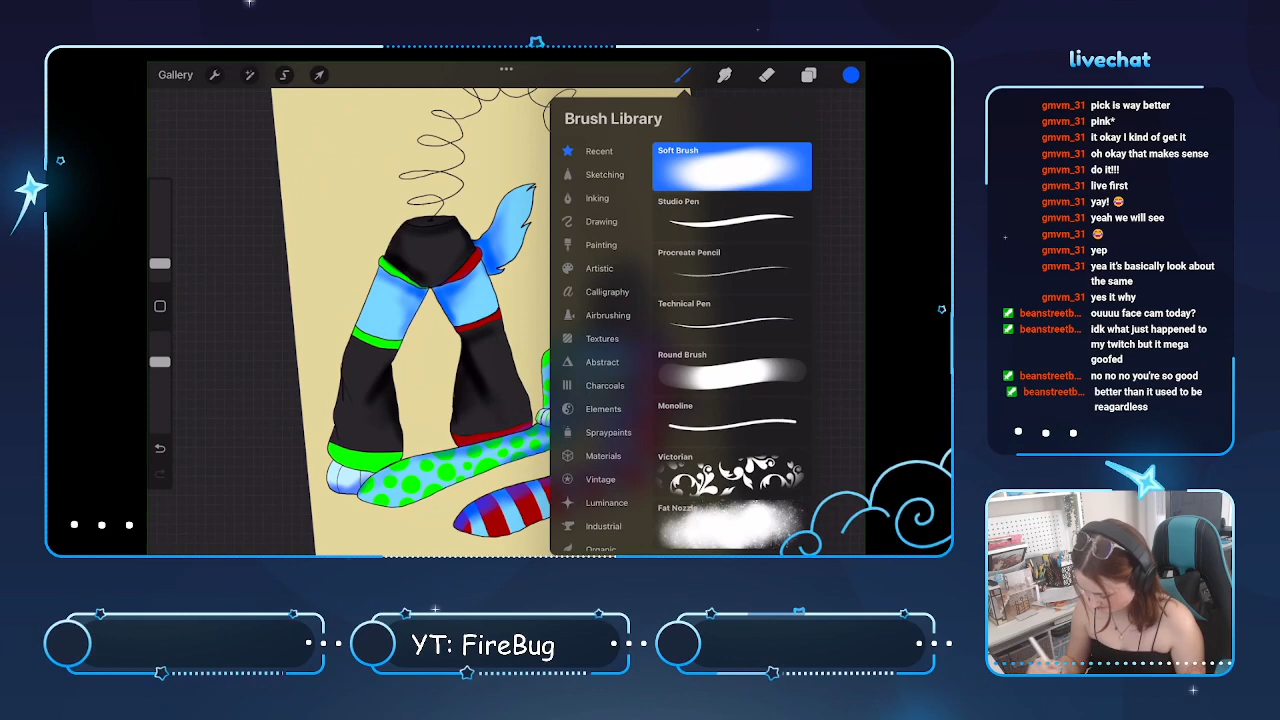 Gallery
Brush Library
Recent
Sketching
Inking
Drawing
Painting
Artistic
Calligraphy
Airbrushing
Textures
Abstract
Charcoals
Elements
Spraypaints
Materials
Vintage
Luminance
Industrial
Organic
Soft Brush
Studio Pen
Procreate Pencil
Technical Pen
Round Brush
Monoline
Victorian
Fat Nozzle
livechat
gmvm_31 pick is way better
gmvm_31 pink*
gmvm_31 it okay I kind of get it
gmvm_31 oh okay that makes sense
gmvm_31 do it!!!
gmvm_31 live first
gmvm_31 yay! 😂
gmvm_31 yeah we will see
gmvm_31 😂
gmvm_31 yep
gmvm_31 yea it's basically look about
the same
gmvm_31 yes it why
beanstreetb... ouuuu face cam today?
beanstreetb... idk what just happened to
my twitch but it mega
goofed
beanstreetb... no no no you're so good
beanstreetb... better than it used to be
reagardless
YT: FireBug